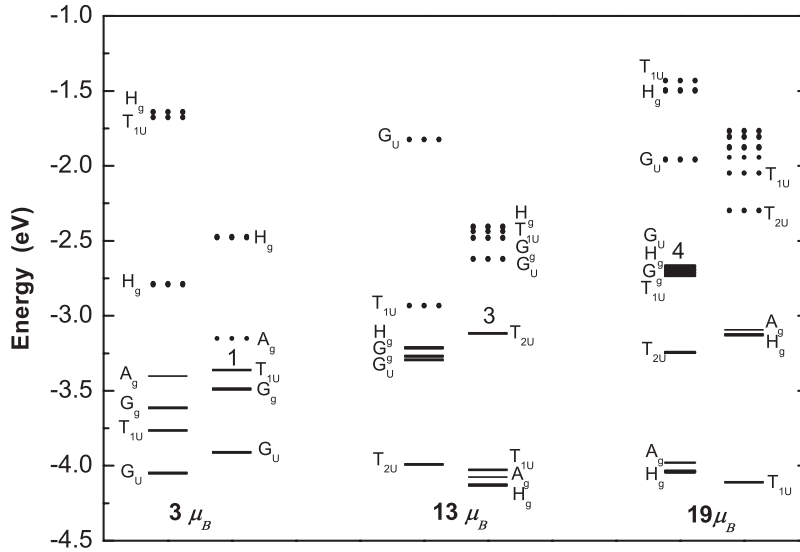 -1.0
-1.5
-2.0
-2.5
-3.0
-3.5
-4.0
-4.5
Energy (eV)
H_g
T_1U
H_g
A_g
G_g
T_1U
G_U
H_g
A_g
1
T_1U
G_g
G_U
3 μ_B
G_U
T_1U
H
G_g
G_U
T_2U
H_g
T_1U
G_g
G_U
3
T_2U
T_1U
A_g
H_g
13 μ_B
T_1U
H_g
G_U
G_U
H_g
4
G_g
T_1U
T_2U
A_g
H_g
T_1U
T_2U
A_g
H_g
T_1U
19 μ_B